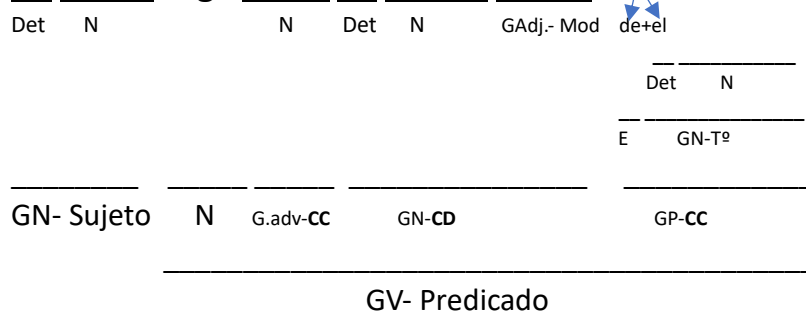 Det N N Det N GAdj.- Mod de+el
Det N
E GN-Tº
GN- Sujeto N G.adv-CC GN-CD GP-CC
GV- Predicado